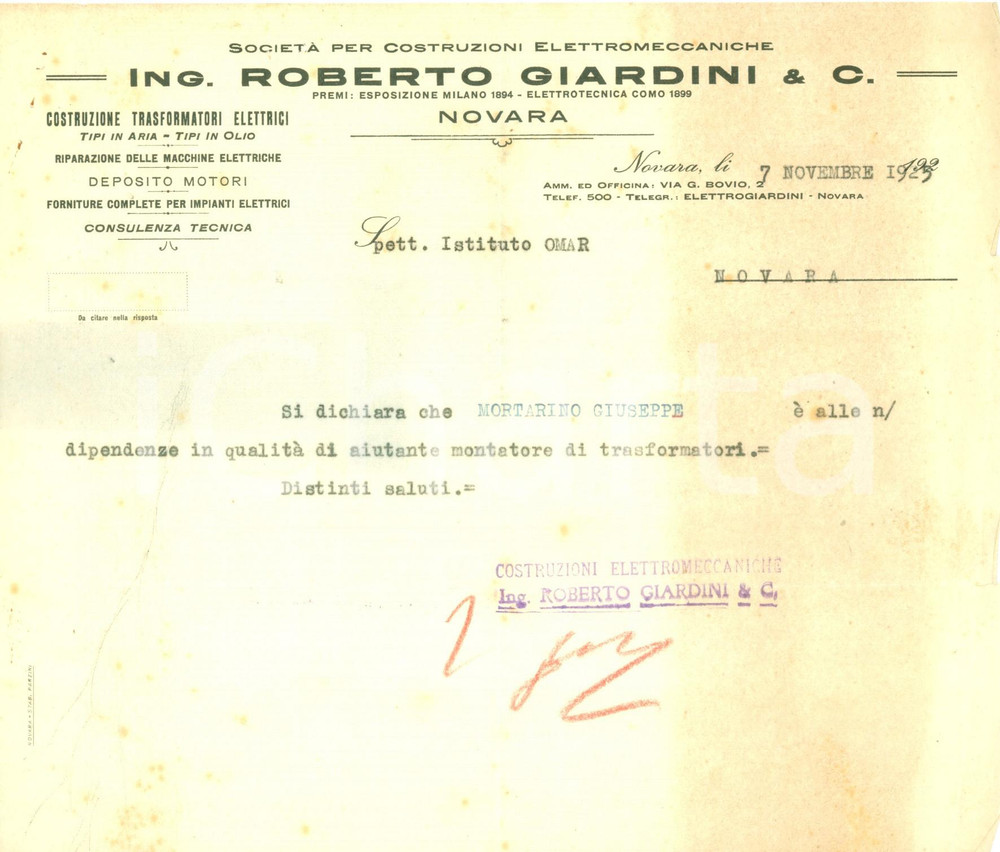 SOCIETÀ PER COSTRUZIONI ELETTROMECCANICHE
ING. ROBERTO GIARDINI & C.
PREMI: ESPOSIZIONE MILANO 1894 - ELETTROTECNICA COMO 1899
NOVARA
COSTRUZIONE TRASFORMATORI ELETTRICI
TIPI IN ARIA - TIPI IN OLIO
RIPARAZIONE DELLE MACCHINE ELETTRICHE
DEPOSITO MOTORI
FORNITURE COMPLETE PER IMPIANTI ELETTRICI
CONSULENZA TECNICA
Da citare nella risposta
Novara, li 7 NOVEMBRE
AMM. ED OFFICINA: VIA G. BOVIO, 2
TELEF. 500 - TELEGR.: ELETTROGIARDINI - NOVARA
Spett. Istituto OMAR
NOVARA
Si dichiara che MORTARINO GIUSEPPE è alle n/
dipendenze in qualità di aiutante montatore di trasformatori.=
Distinti saluti.=
COSTRUZIONI ELETTROMECCANICHE
Ing. ROBERTO GIARDINI & C.